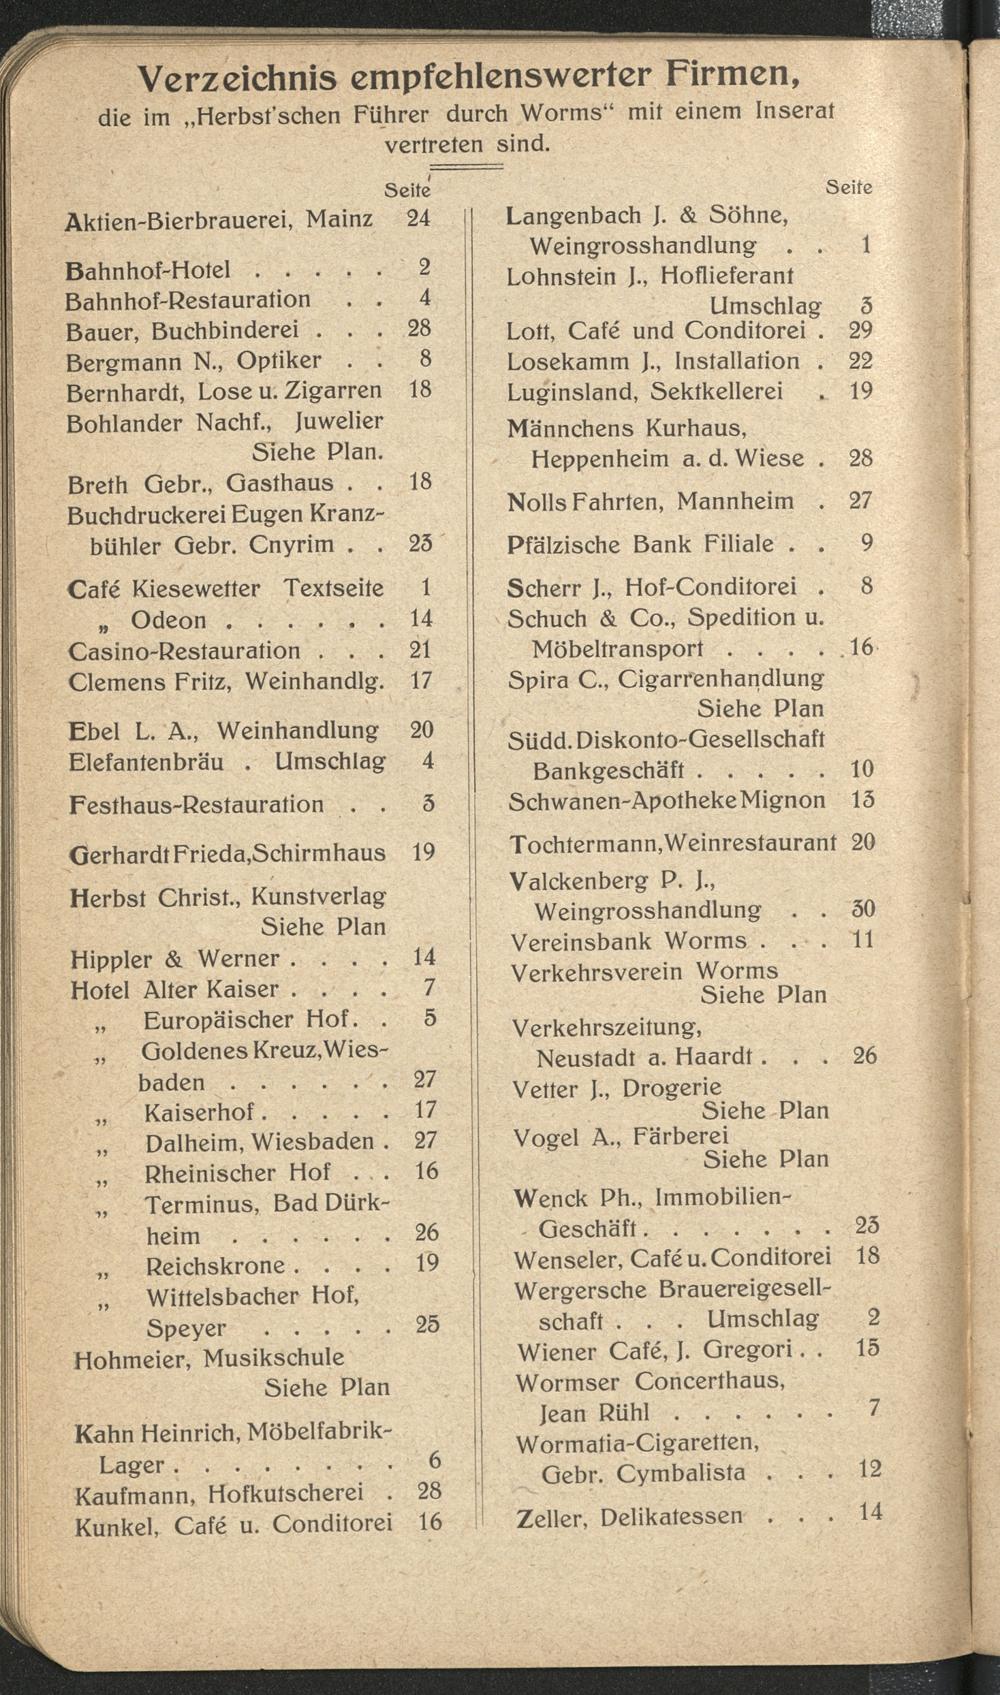 Verzeichnis empfehlenswerter Firmen,
die im „Herbst'schen Führer durch Worms“ mit einem Inserat
vertreten sind.
Seite
Aktien-Bierbrauerei, Mainz 24
Bahnhof-Hotel . . . . . 2
Bahnhof-Restauration . . 4
Bauer, Buchbinderei . . . 28
Bergmann N., Optiker . . 8
Bernhardt, Lose u. Zigarren 18
Bohlander Nachf., Juwelier
Siehe Plan.
Breth Gebr., Gasthaus . . 18
Buchdruckerei Eugen Kranz-
bühler Gebr. Cnyrim . . 23
Café Kiesewetter Textseite 1
„ Odeon . . . . . . 14
Casino-Restauration . . . 21
Clemens Fritz, Weinhandlg. 17
Ebel L. A., Weinhandlung 20
Elefantenbräu . Umschlag 4
Festhaus-Restauration . . 3
Gerhardt Frieda, Schirmhaus 19
Herbst Christ., Kunstverlag
Siehe Plan
Hippler & Werner . . . . 14
Hotel Alter Kaiser . . . . 7
„ Europäischer Hof . . 5
„ Goldenes Kreuz, Wies-
baden . . . . . . 27
„ Kaiserhof . . . . . 17
„ Dalheim, Wiesbaden . 27
„ Rheinischer Hof . . . 16
„ Terminus, Bad Dürk-
heim . . . . . . 26
„ Reichskrone . . . . 19
„ Wittelsbacher Hof,
Speyer . . . . . 25
Hohmeier, Musikschule
Siehe Plan
Kahn Heinrich, Möbelfabrik-
Lager . . . . . . . . 6
Kaufmann, Hofkutscherei . 28
Kunkel, Café u. Conditorei 16
Seite
Langenbach J. & Söhne,
Weingrosshandlung . . 1
Lohnstein J., Hoflieferant
Umschlag 3
Lott, Café und Conditorei . 29
Losekamm J., Installation . 22
Luginsland, Sektkellerei . 19
Männchens Kurhaus,
Heppenheim a. d. Wiese . 28
Nolls Fahrten, Mannheim . 27
Pfälzische Bank Filiale . . 9
Scherr J., Hof-Conditorei . 8
Schuch & Co., Spedition u.
Möbeltransport . . . . . 16
Spira C., Cigarrenhandlung
Siehe Plan
Südd. Diskonto-Gesellschaft
Bankgeschäft . . . . . 10
Schwanen-Apotheke Mignon 13
Tochtermann, Weinrestaurant 20
Valckenberg P. J.,
Weingrosshandlung . . 30
Vereinsbank Worms . . . 11
Verkehrsverein Worms
Siehe Plan
Verkehrszeitung,
Neustadt a. Haardt . . . 26
Vetter J., Drogerie
Siehe Plan
Vogel A., Färberei
Siehe Plan
Wenck Ph., Immobilien-
Geschäft . . . . . . . 23
Wenseler, Café u. Conditorei 18
Wergersche Brauereigesell-
schaft . . . Umschlag 2
Wiener Café, J. Gregori . . 15
Wormser Concerthaus,
Jean Rühl . . . . . . 7
Wormatia-Cigaretten,
Gebr. Cymbalista . . . 12
Zeller, Delikatessen . . . 14